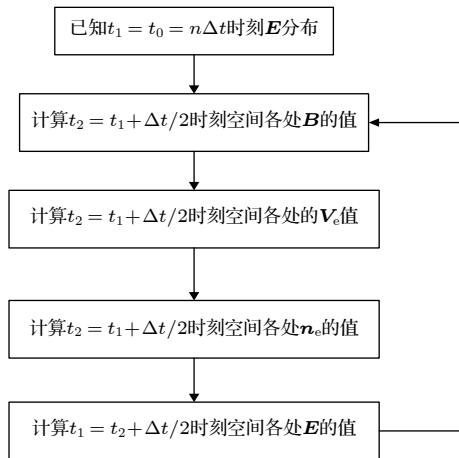 已知t₁ = t₀ = nΔt时刻E分布
计算t₂ = t₁+Δt/2时刻空间各处B的值
计算t₂ = t₁+Δt/2时刻空间各处的Vₑ值
计算t₂ = t₁+Δt/2时刻空间各处nₑ的值
计算t₁ = t₂+Δt/2时刻空间各处E的值